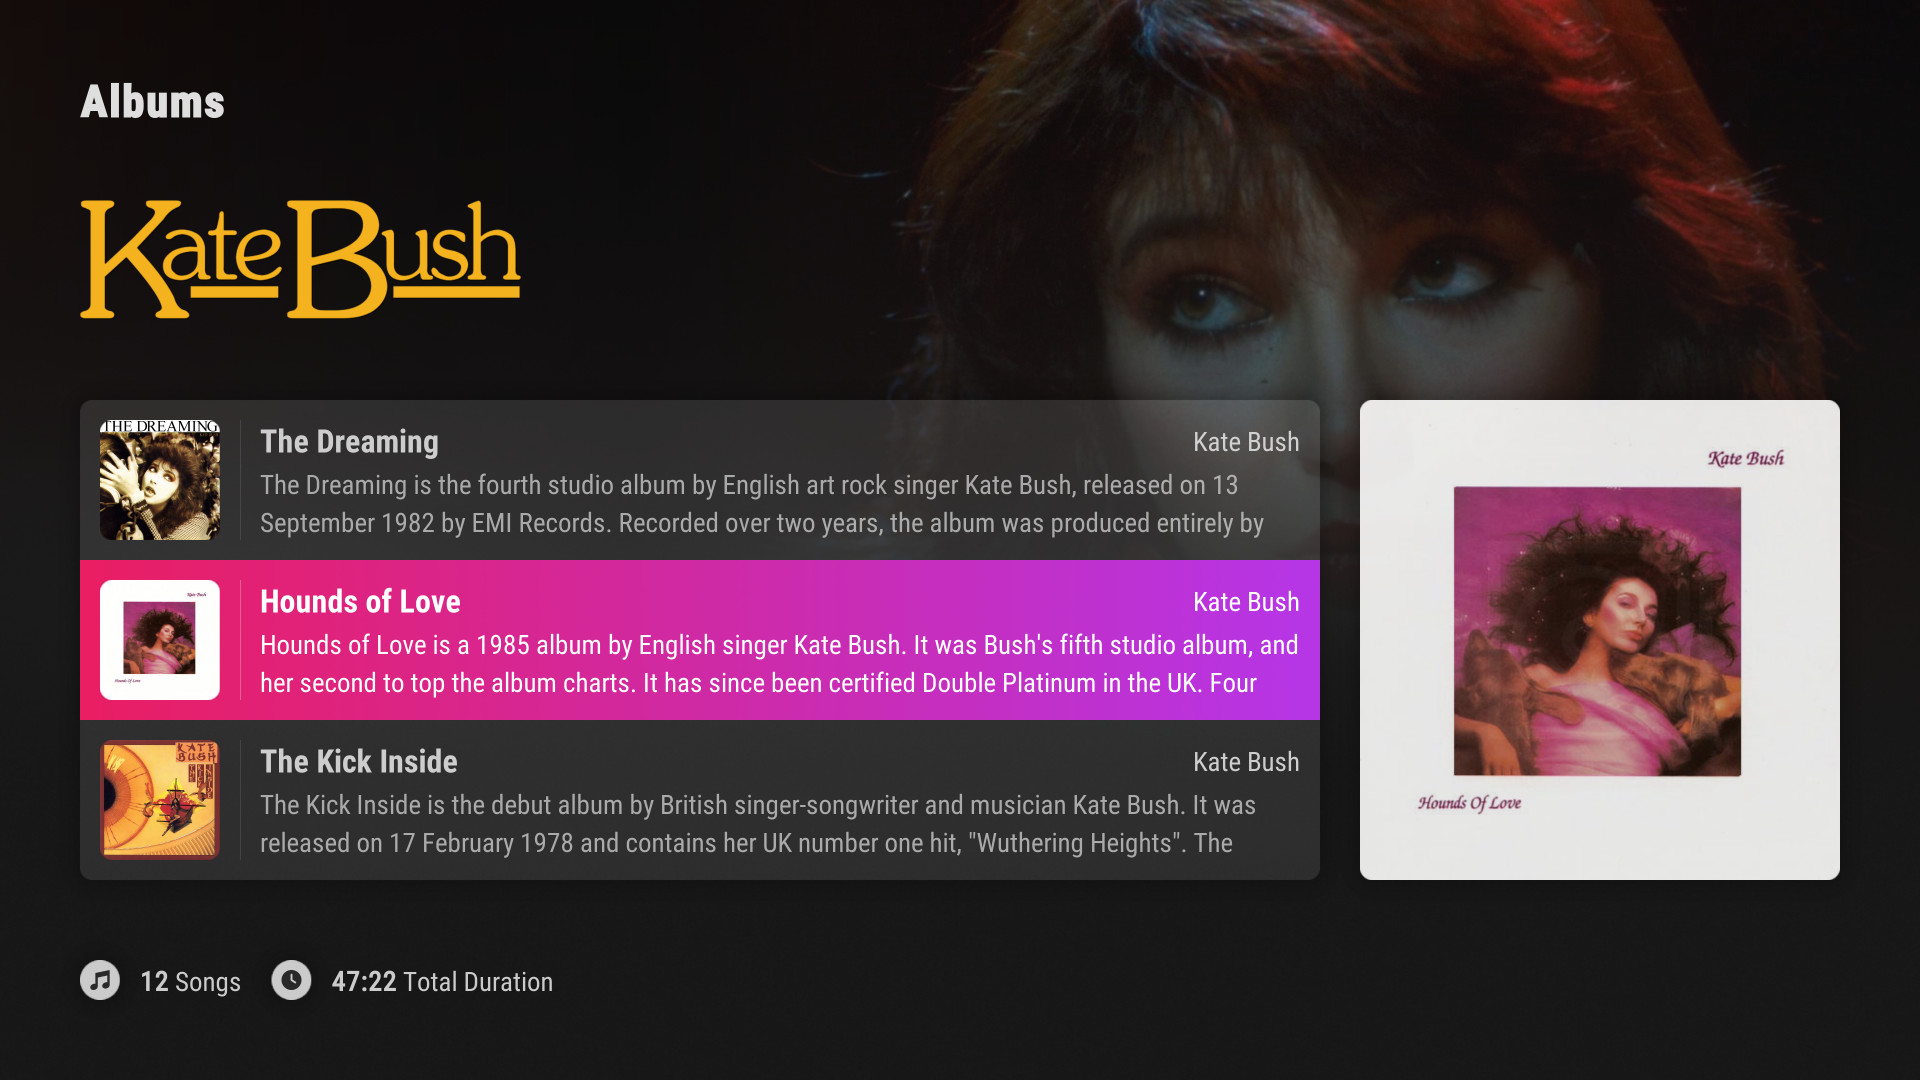 Albums
Kate Bush
THE DREAMING
The Dreaming
Kate Bush
The Dreaming is the fourth studio album by English art rock singer Kate Bush, released on 13
September 1982 by EMI Records. Recorded over two years, the album was produced entirely by
Kate Bush
Hounds Of Love
Hounds of Love
Kate Bush
Hounds of Love is a 1985 album by English singer Kate Bush. It was Bush's fifth studio album, and
her second to top the album charts. It has since been certified Double Platinum in the UK. Four
KATE
BUSH
The Kick Inside
Kate Bush
The Kick Inside is the debut album by British singer-songwriter and musician Kate Bush. It was
released on 17 February 1978 and contains her UK number one hit, "Wuthering Heights". The
Kate Bush
Hounds Of Love
12 Songs
47:22 Total Duration